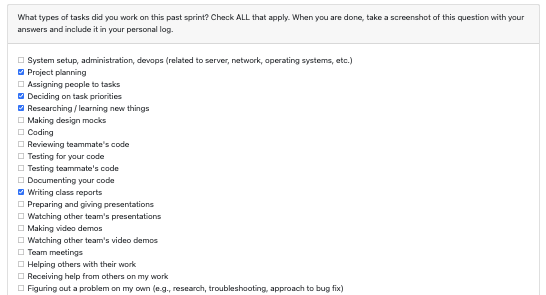 What types of tasks did you work on this past sprint? Check ALL that apply. When you are done, take a screenshot of this question with your
answers and include it in your personal log.
System setup, administration, devops (related to server, network, operating systems, etc.)
Project planning
Assigning people to tasks
Deciding on task priorities
Researching / learning new things
Making design mocks
Coding
Reviewing teammate's code
Testing for your code
Testing teammate's code
Documenting your code
Writing class reports
Preparing and giving presentations
Watching other team's presentations
Making video demos
Watching other team's video demos
Team meetings
Helping others with their work
Receiving help from others on my work
Figuring out a problem on my own (e.g., research, troubleshooting, approach to bug fix)